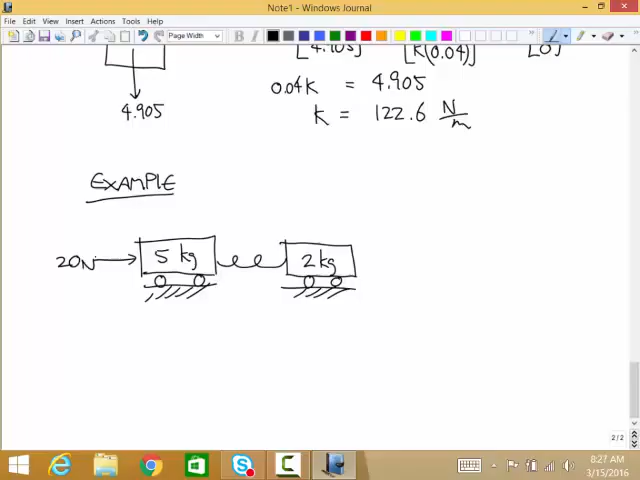 Note1 - Windows Journal
File Edit View Insert Actions Tools Help
Page Width
[4.905] [K(0.04)] [0]
0.04k = 4.905
4.905
k = 122.6 N/m
EXAMPLE
20N 5 kg 2 kg
2/2
8:27 AM
3/15/2016